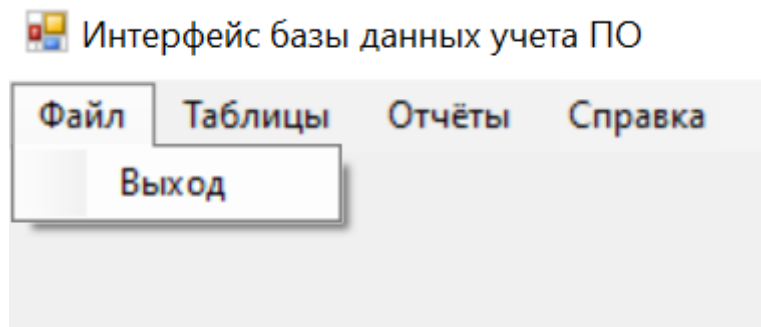 Интерфейс базы данных учета ПО
Файл Таблицы Отчёты Справка
Выход